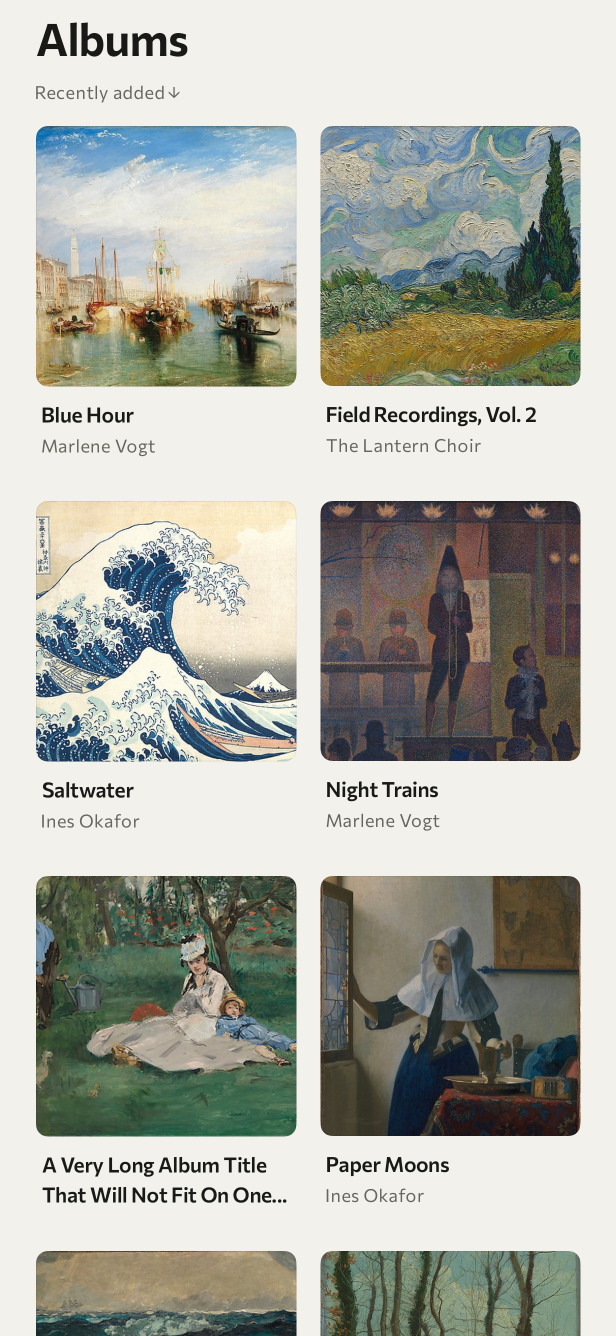 Albums
Recently added ↓
Blue Hour
Marlene Vogt
Field Recordings, Vol. 2
The Lantern Choir
Saltwater
Ines Okafor
Night Trains
Marlene Vogt
A Very Long Album Title
That Will Not Fit On One...
Paper Moons
Ines Okafor